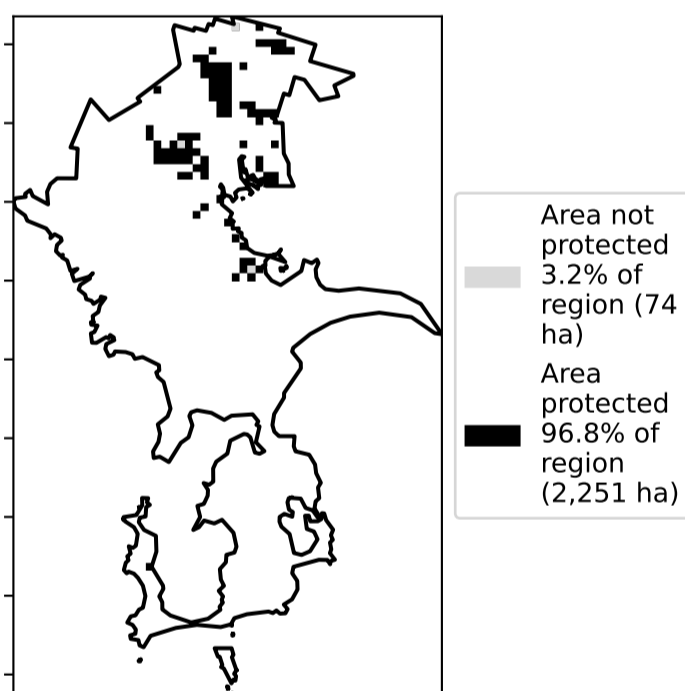 Area not
protected
3.2% of
region (74
ha)
Area
protected
96.8% of
region
(2,251 ha)